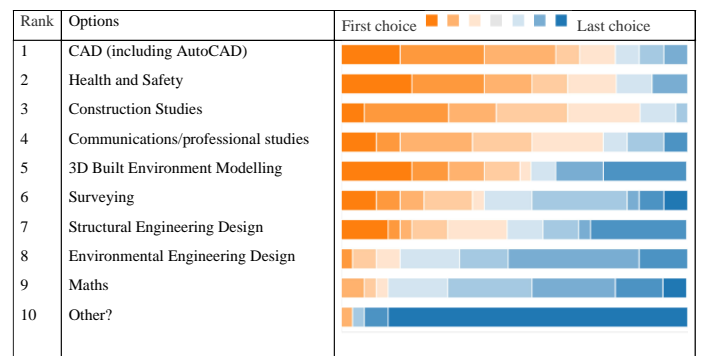 Rank Options First choice Last choice
1 CAD (including AutoCAD)
2 Health and Safety
3 Construction Studies
4 Communications/professional studies
5 3D Built Environment Modelling
6 Surveying
7 Structural Engineering Design
8 Environmental Engineering Design
9 Maths
10 Other?